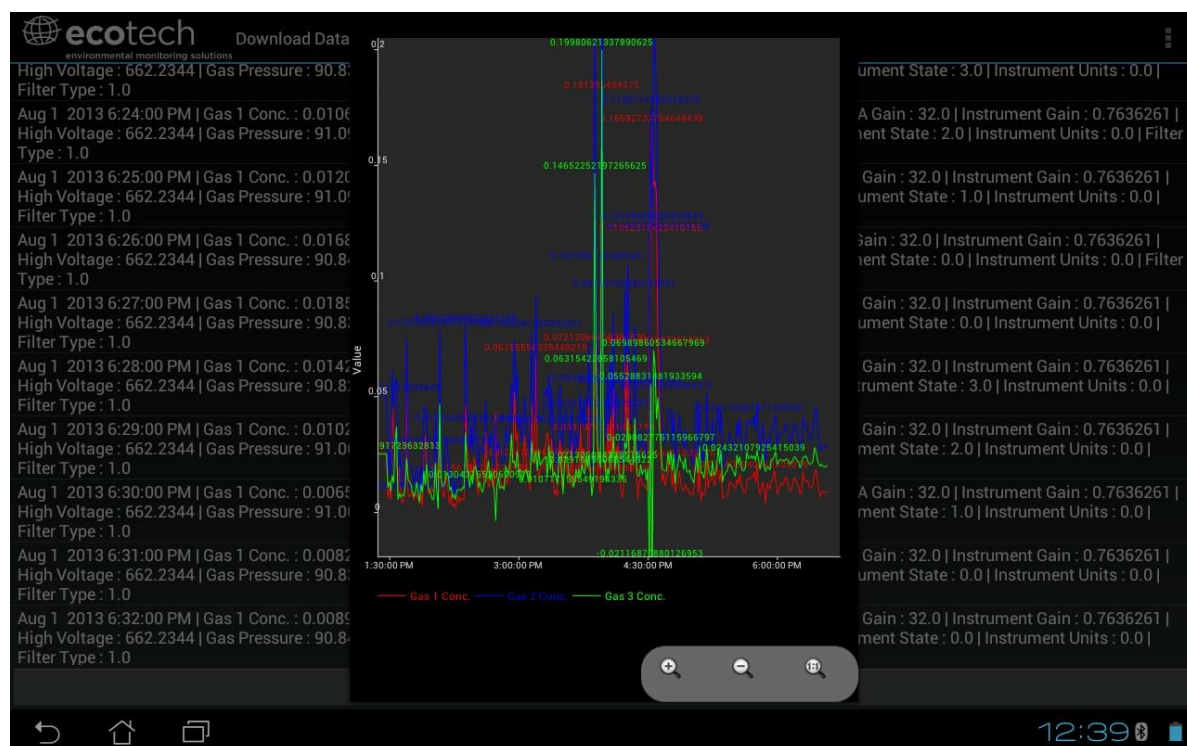 ecotech
environmental monitoring solutions
Download Data
High Voltage : 662.2344 | Gas Pressure : 90.8
ument State : 3.0 | Instrument Units : 0.0 |
Filter Type : 1.0
Aug 1 2013 6:24:00 PM | Gas 1 Conc. : 0.0106
A Gain : 32.0 | Instrument Gain : 0.7636261 |
High Voltage : 662.2344 | Gas Pressure : 91.0
ent State : 2.0 | Instrument Units : 0.0 | Filter
Type : 1.0
Aug 1 2013 6:25:00 PM | Gas 1 Conc. : 0.0120
Gain : 32.0 | Instrument Gain : 0.7636261 |
High Voltage : 662.2344 | Gas Pressure : 91.0
ument State : 1.0 | Instrument Units : 0.0 |
Filter Type : 1.0
Aug 1 2013 6:26:00 PM | Gas 1 Conc. : 0.0168
Gain : 32.0 | Instrument Gain : 0.7636261 |
High Voltage : 662.2344 | Gas Pressure : 90.8
ent State : 0.0 | Instrument Units : 0.0 | Filter
Type : 1.0
Aug 1 2013 6:27:00 PM | Gas 1 Conc. : 0.0185
Gain : 32.0 | Instrument Gain : 0.7636261 |
High Voltage : 662.2344 | Gas Pressure : 90.8
ument State : 0.0 | Instrument Units : 0.0 |
Filter Type : 1.0
Aug 1 2013 6:28:00 PM | Gas 1 Conc. : 0.0142
Gain : 32.0 | Instrument Gain : 0.7636261 |
High Voltage : 662.2344 | Gas Pressure : 90.8
rument State : 3.0 | Instrument Units : 0.0 |
Filter Type : 1.0
Aug 1 2013 6:29:00 PM | Gas 1 Conc. : 0.0102
Gain : 32.0 | Instrument Gain : 0.7636261 |
High Voltage : 662.2344 | Gas Pressure : 91.0
ment State : 2.0 | Instrument Units : 0.0 |
Filter Type : 1.0
Aug 1 2013 6:30:00 PM | Gas 1 Conc. : 0.0065
A Gain : 32.0 | Instrument Gain : 0.7636261 |
High Voltage : 662.2344 | Gas Pressure : 91.0
ment State : 1.0 | Instrument Units : 0.0 |
Filter Type : 1.0
Aug 1 2013 6:31:00 PM | Gas 1 Conc. : 0.0082
Gain : 32.0 | Instrument Gain : 0.7636261 |
High Voltage : 662.2344 | Gas Pressure : 90.8
ument State : 0.0 | Instrument Units : 0.0 |
Filter Type : 1.0
Aug 1 2013 6:32:00 PM | Gas 1 Conc. : 0.0089
Gain : 32.0 | Instrument Gain : 0.7636261 |
High Voltage : 662.2344 | Gas Pressure : 90.8
ment State : 0.0 | Instrument Units : 0.0 |
Filter Type : 1.0
0.2
0.19980621337890625
0.15
0.14652252197265625
0.1
Value
0.06989860534667969
0.06315422058105469
0.05528831481933594
0.05
0.029082775115966797
0.02432107925415039
91723632813
0
-0.02116870880126953
1:30:00 PM
3:00:00 PM
4:30:00 PM
6:00:00 PM
Gas 1 Conc.
Gas 2 Conc.
Gas 3 Conc.
12:39